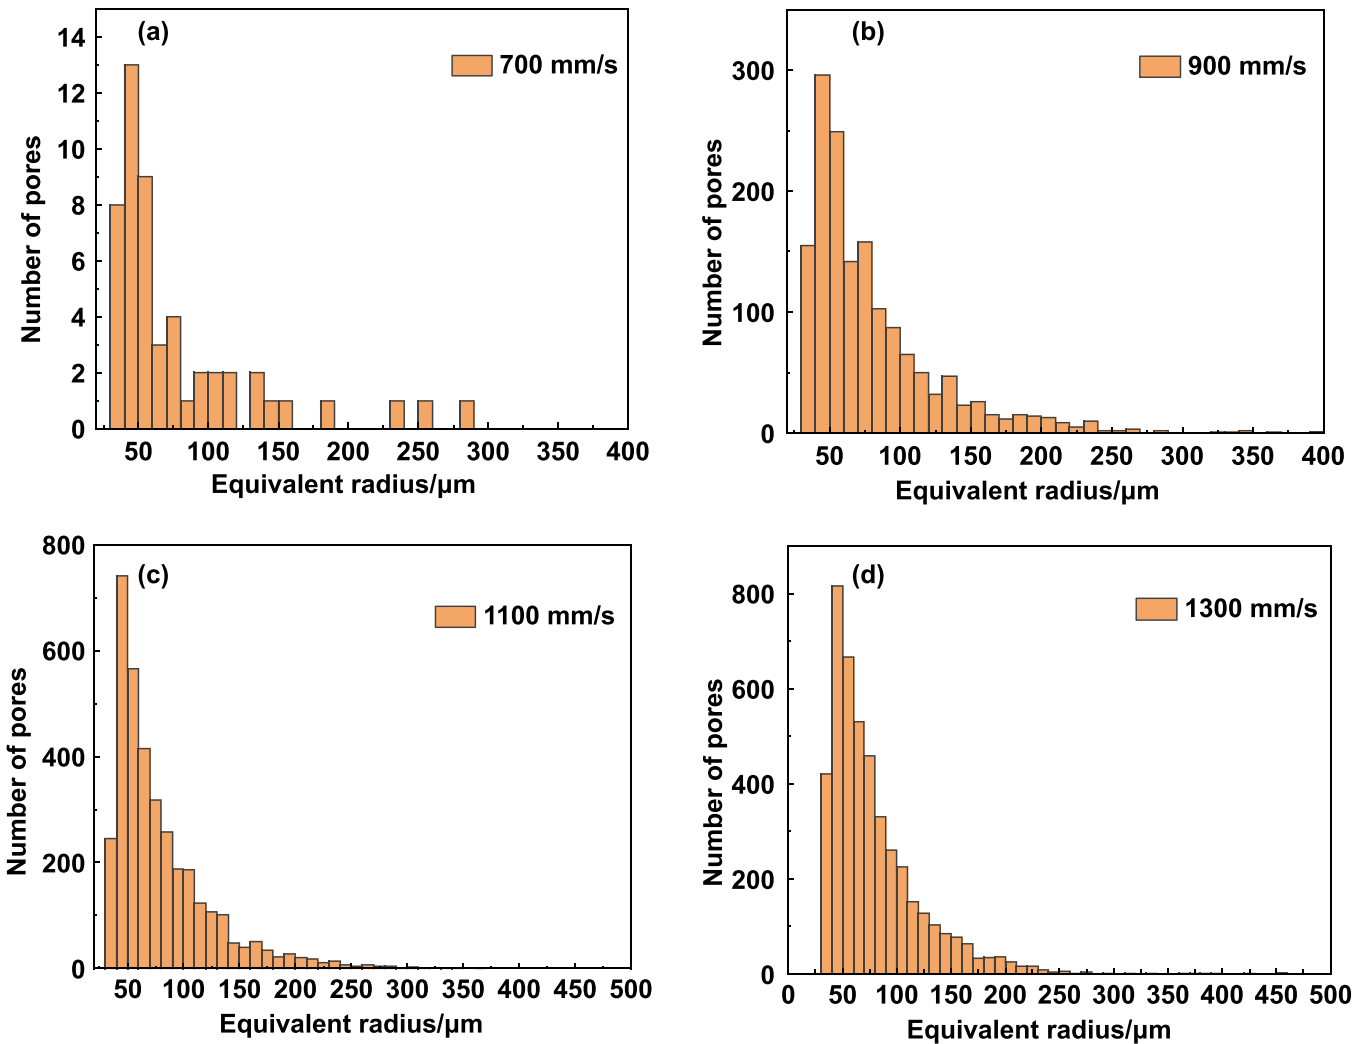 (a)
700 mm/s
Number of pores
14
12
10
8
6
4
2
0
50 100 150 200 250 300 350 400
Equivalent radius/μm
(b)
900 mm/s
Number of pores
300
200
100
0
50 100 150 200 250 300 350 400
Equivalent radius/μm
(c)
1100 mm/s
Number of pores
800
600
400
200
0
50 100 150 200 250 300 350 400 450 500
Equivalent radius/μm
(d)
1300 mm/s
Number of pores
800
600
400
200
0
0 50 100 150 200 250 300 350 400 450 500
Equivalent radius/μm